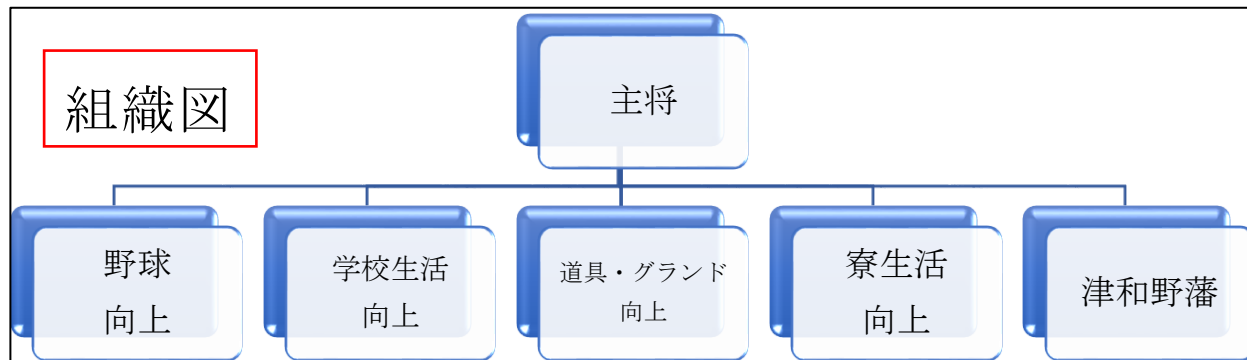 組織図
主将
野球
向上
学校生活
向上
道具・グランド
向上
寮生活
向上
津和野藩